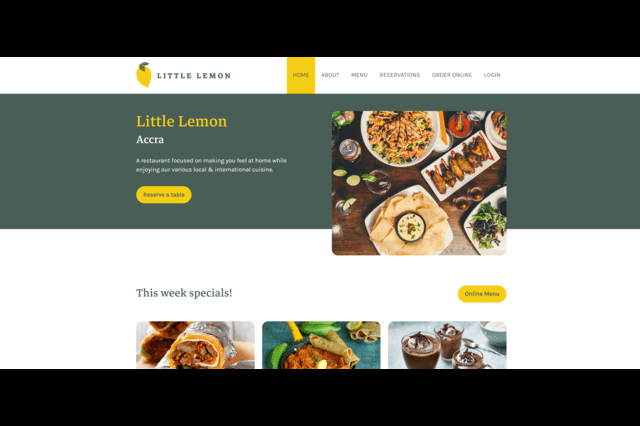 LITTLE LEMON
HOME ABOUT MENU RESERVATIONS ORDER ONLINE LOGIN
Little Lemon
Accra
A restaurant focused on making you feel at home while
enjoying our various local & international cuisine.
Reserve a table
This week specials!
Online Menu